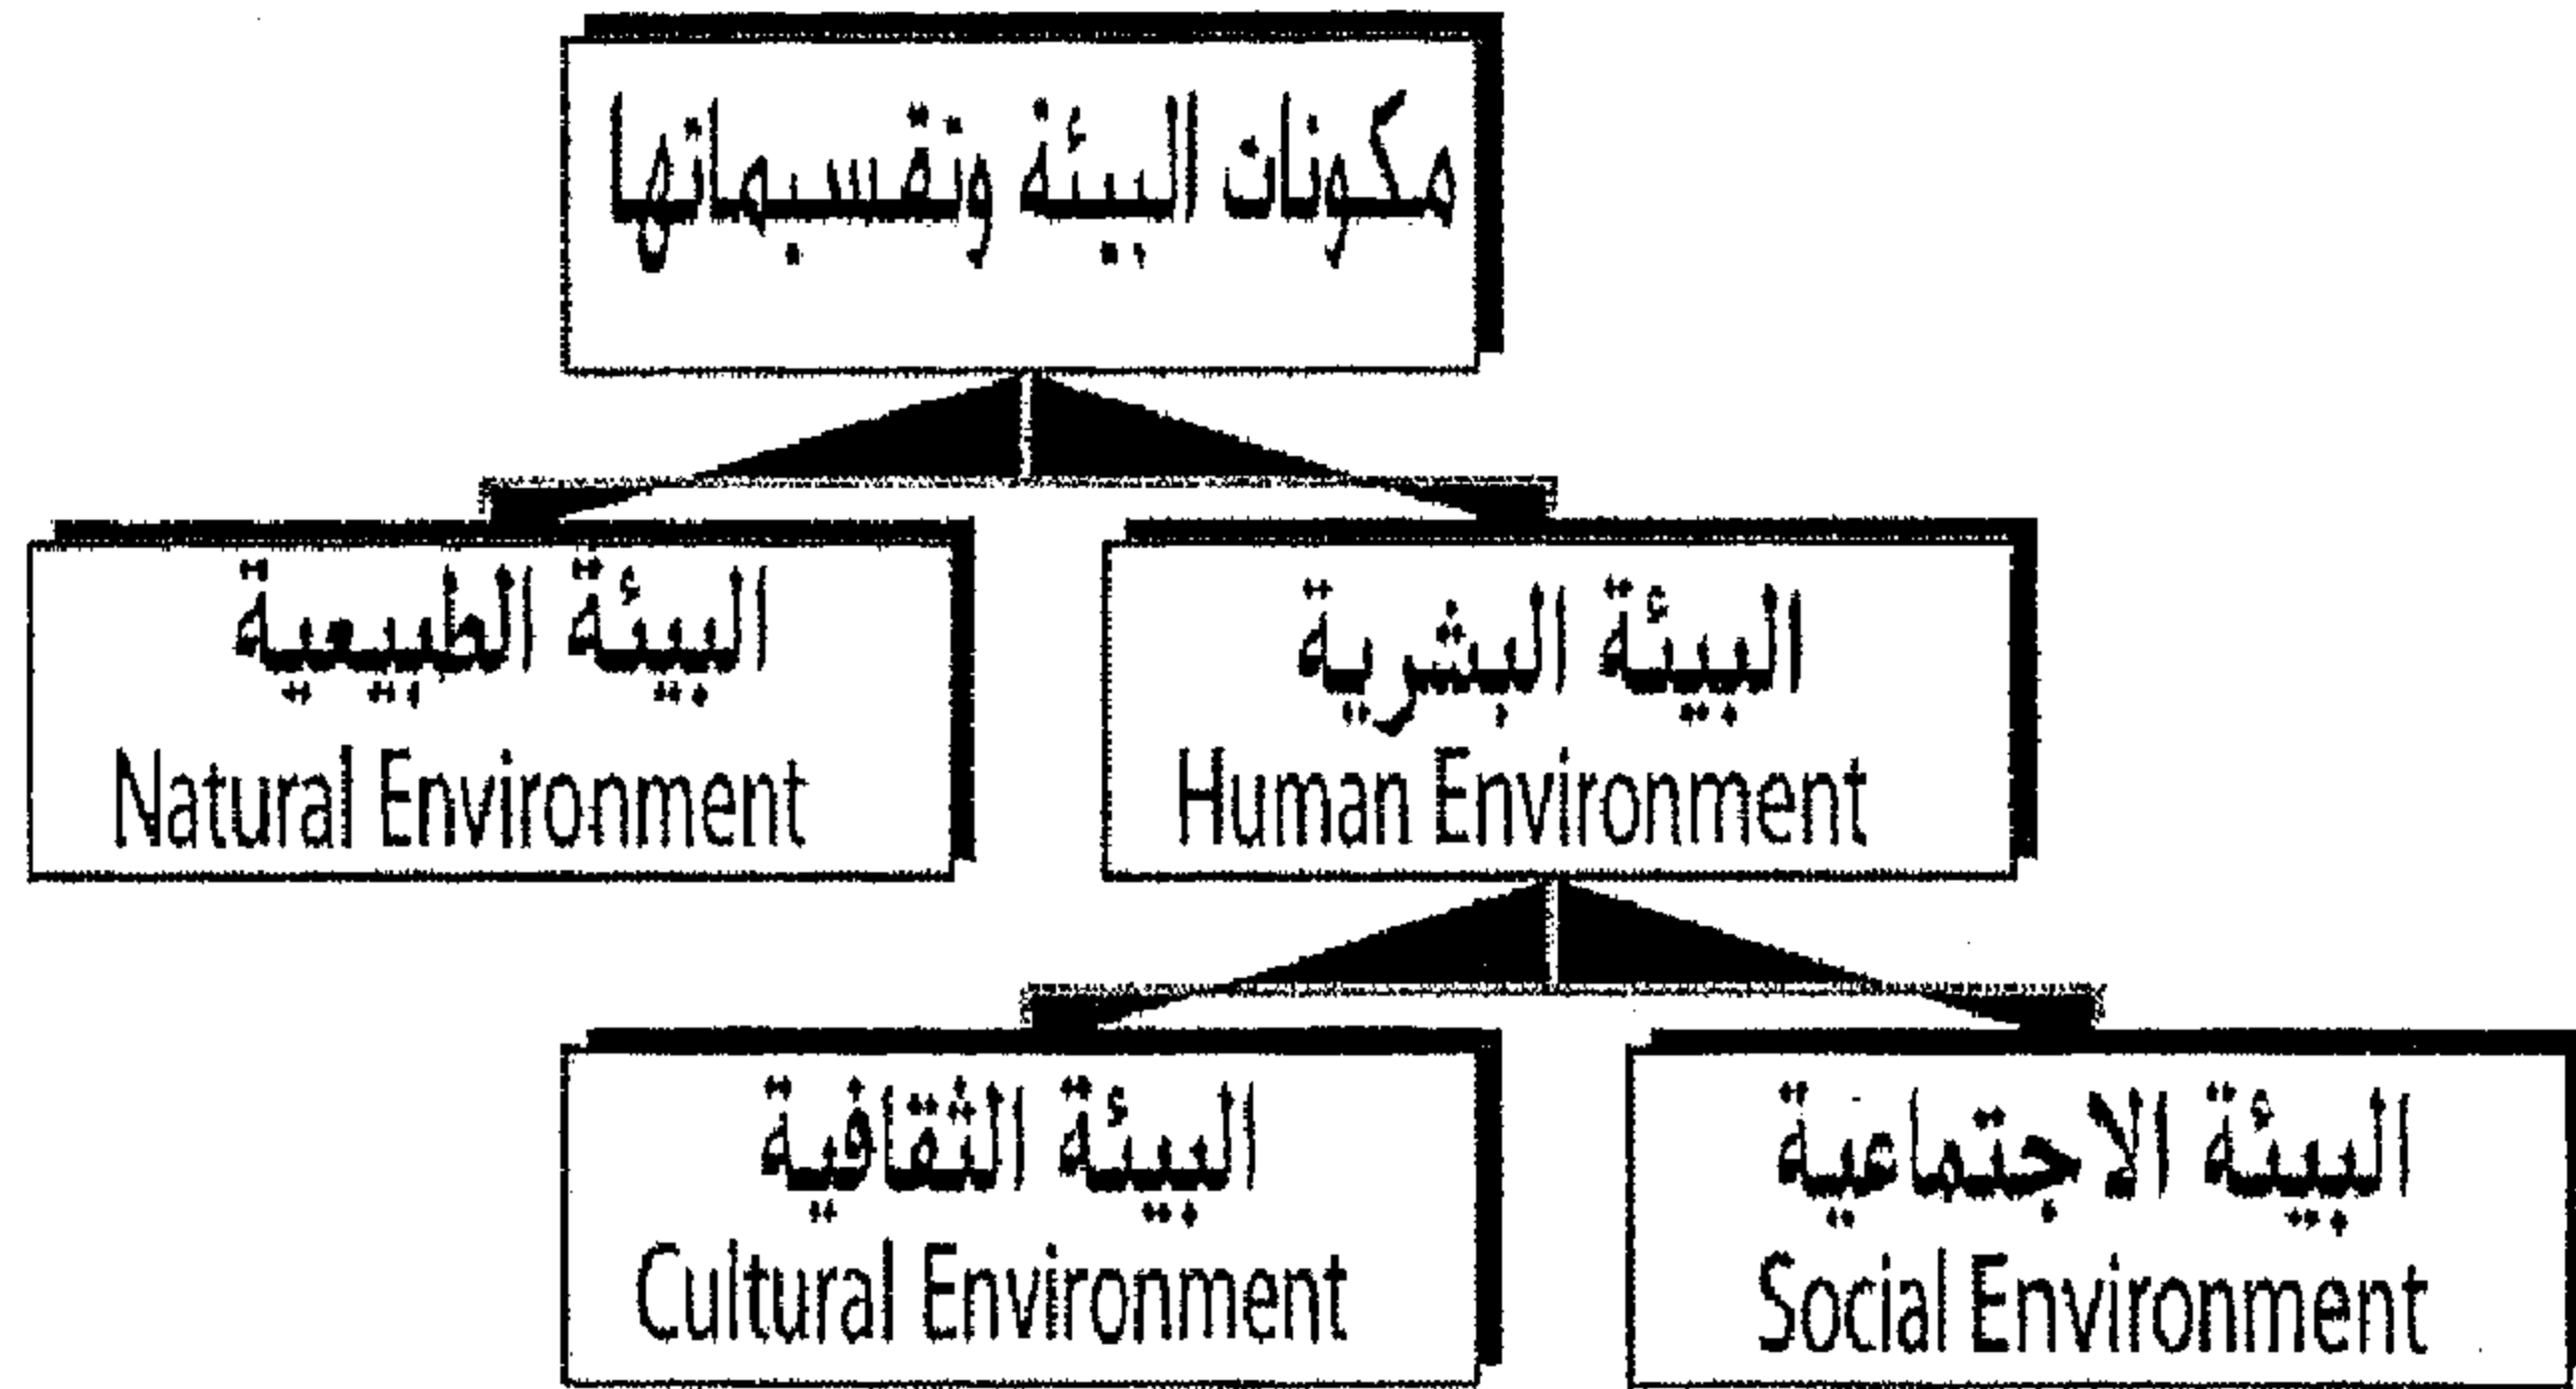 مكونات البيئة وتقسيماتها
البيئة البشرية
Human Environment
البيئة الطبيعية
Natural Environment
البيئة الاجتماعية
Social Environment
البيئة الثقافية
Cultural Environment